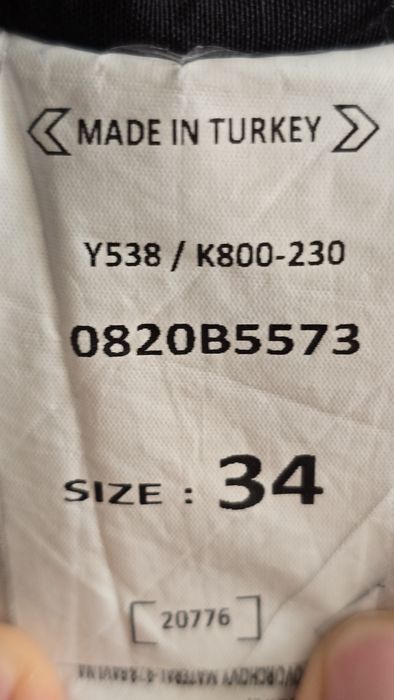 MADE IN TURKEY
Y538 / K800-230
0820B5573
SIZE : 34
[20776]